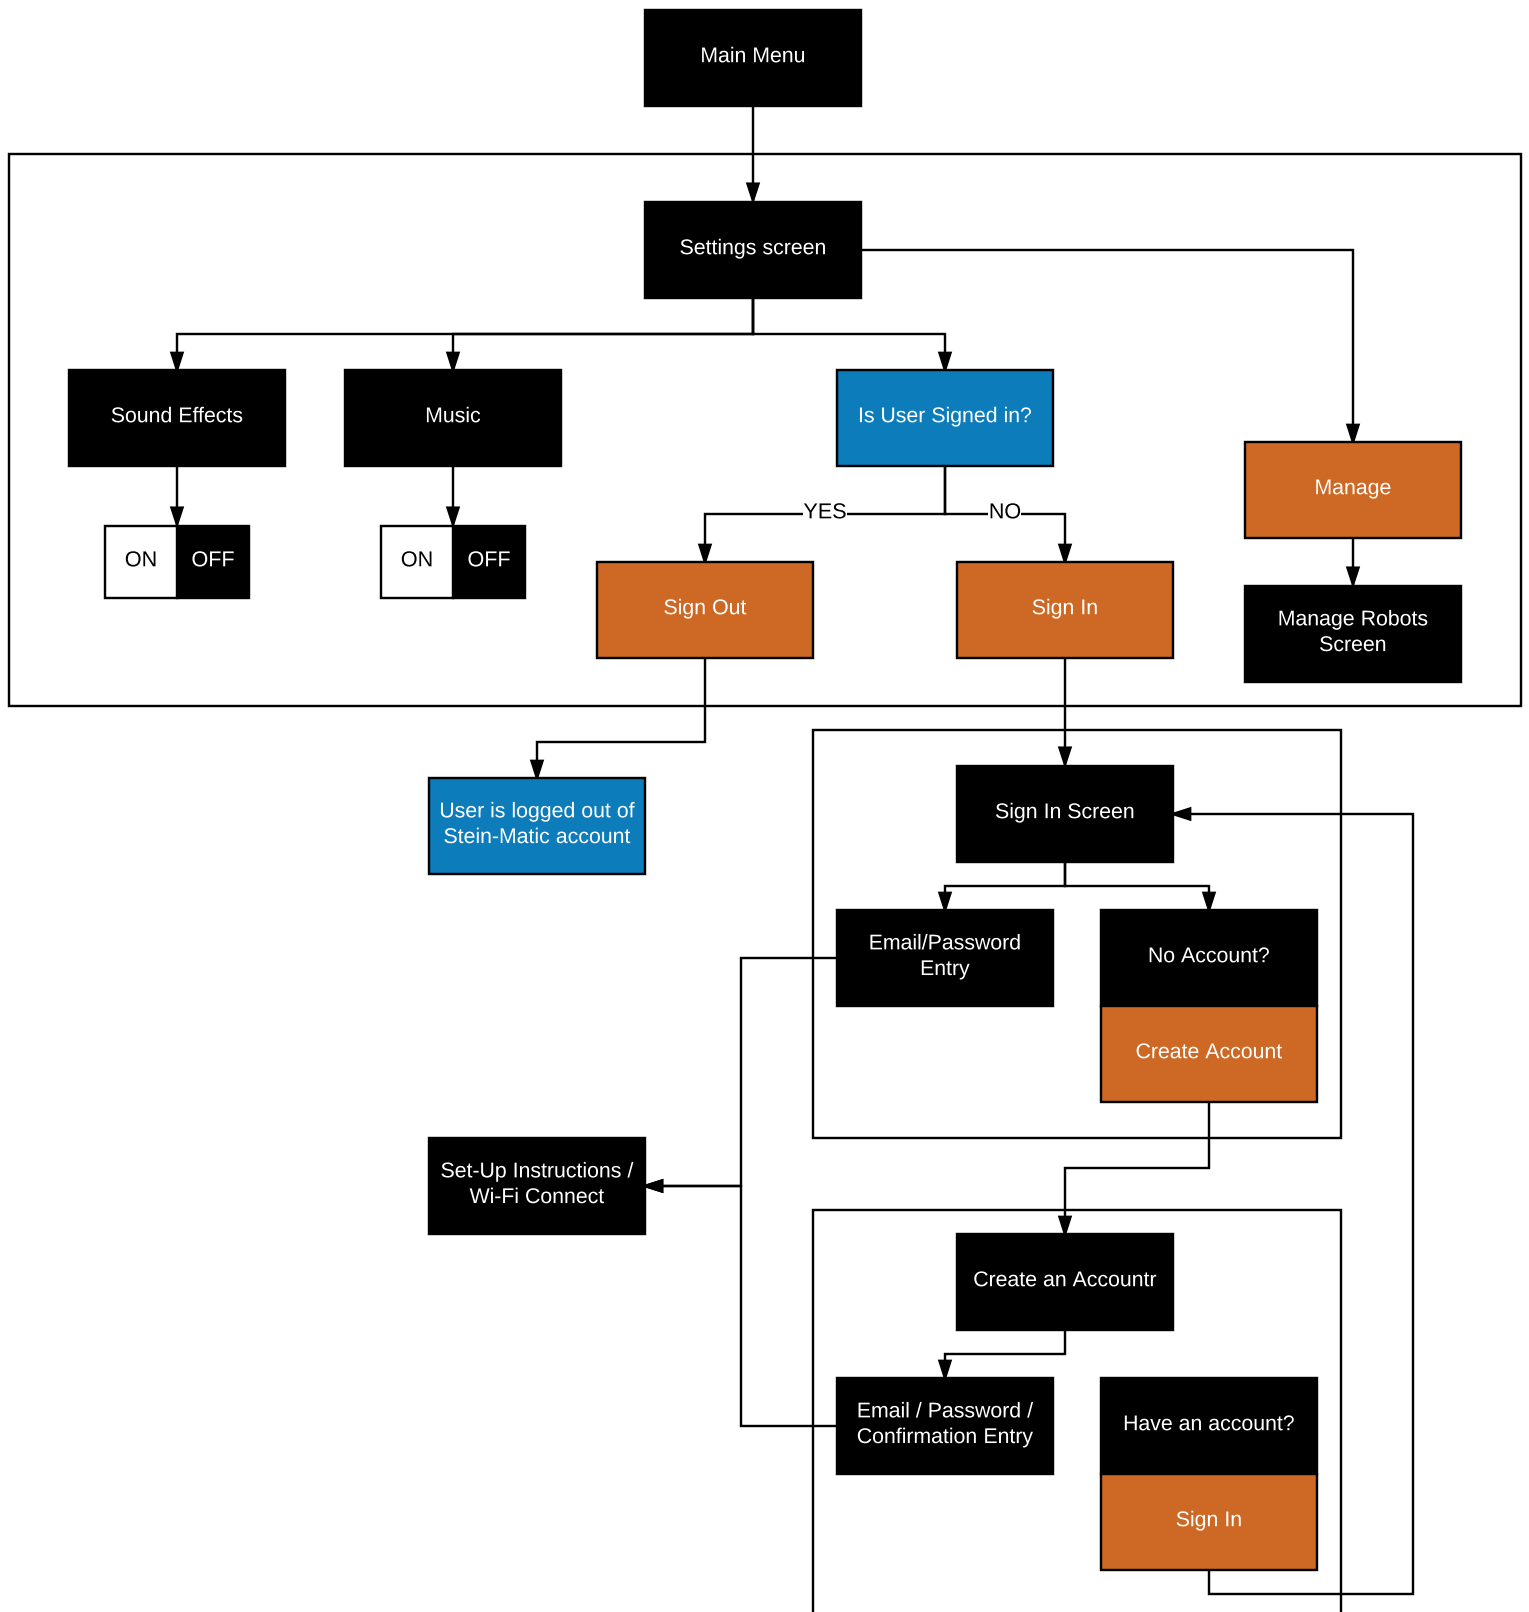 Main Menu
Settings screen
Sound Effects
Music
Is User Signed in?
Manage
YES
NO
ON
OFF
ON
OFF
Sign Out
Sign In
Manage Robots
Screen
User is logged out of
Stein-Matic account
Sign In Screen
Email/Password
Entry
No Account?
Create Account
Set-Up Instructions /
Wi-Fi Connect
Create an Accountr
Email / Password /
Confirmation Entry
Have an account?
Sign In